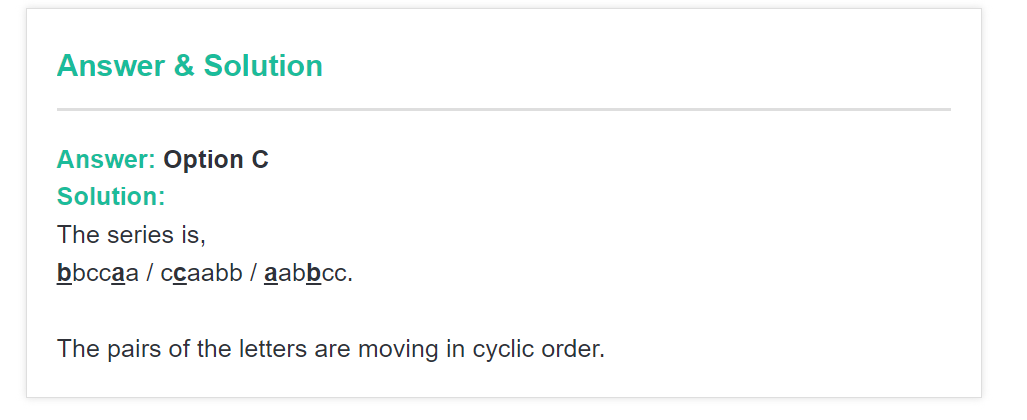 Answer & Solution
Answer: Option C
Solution:
The series is,
bbccaa / ccaabb / aabbcc.
The pairs of the letters are moving in cyclic order.